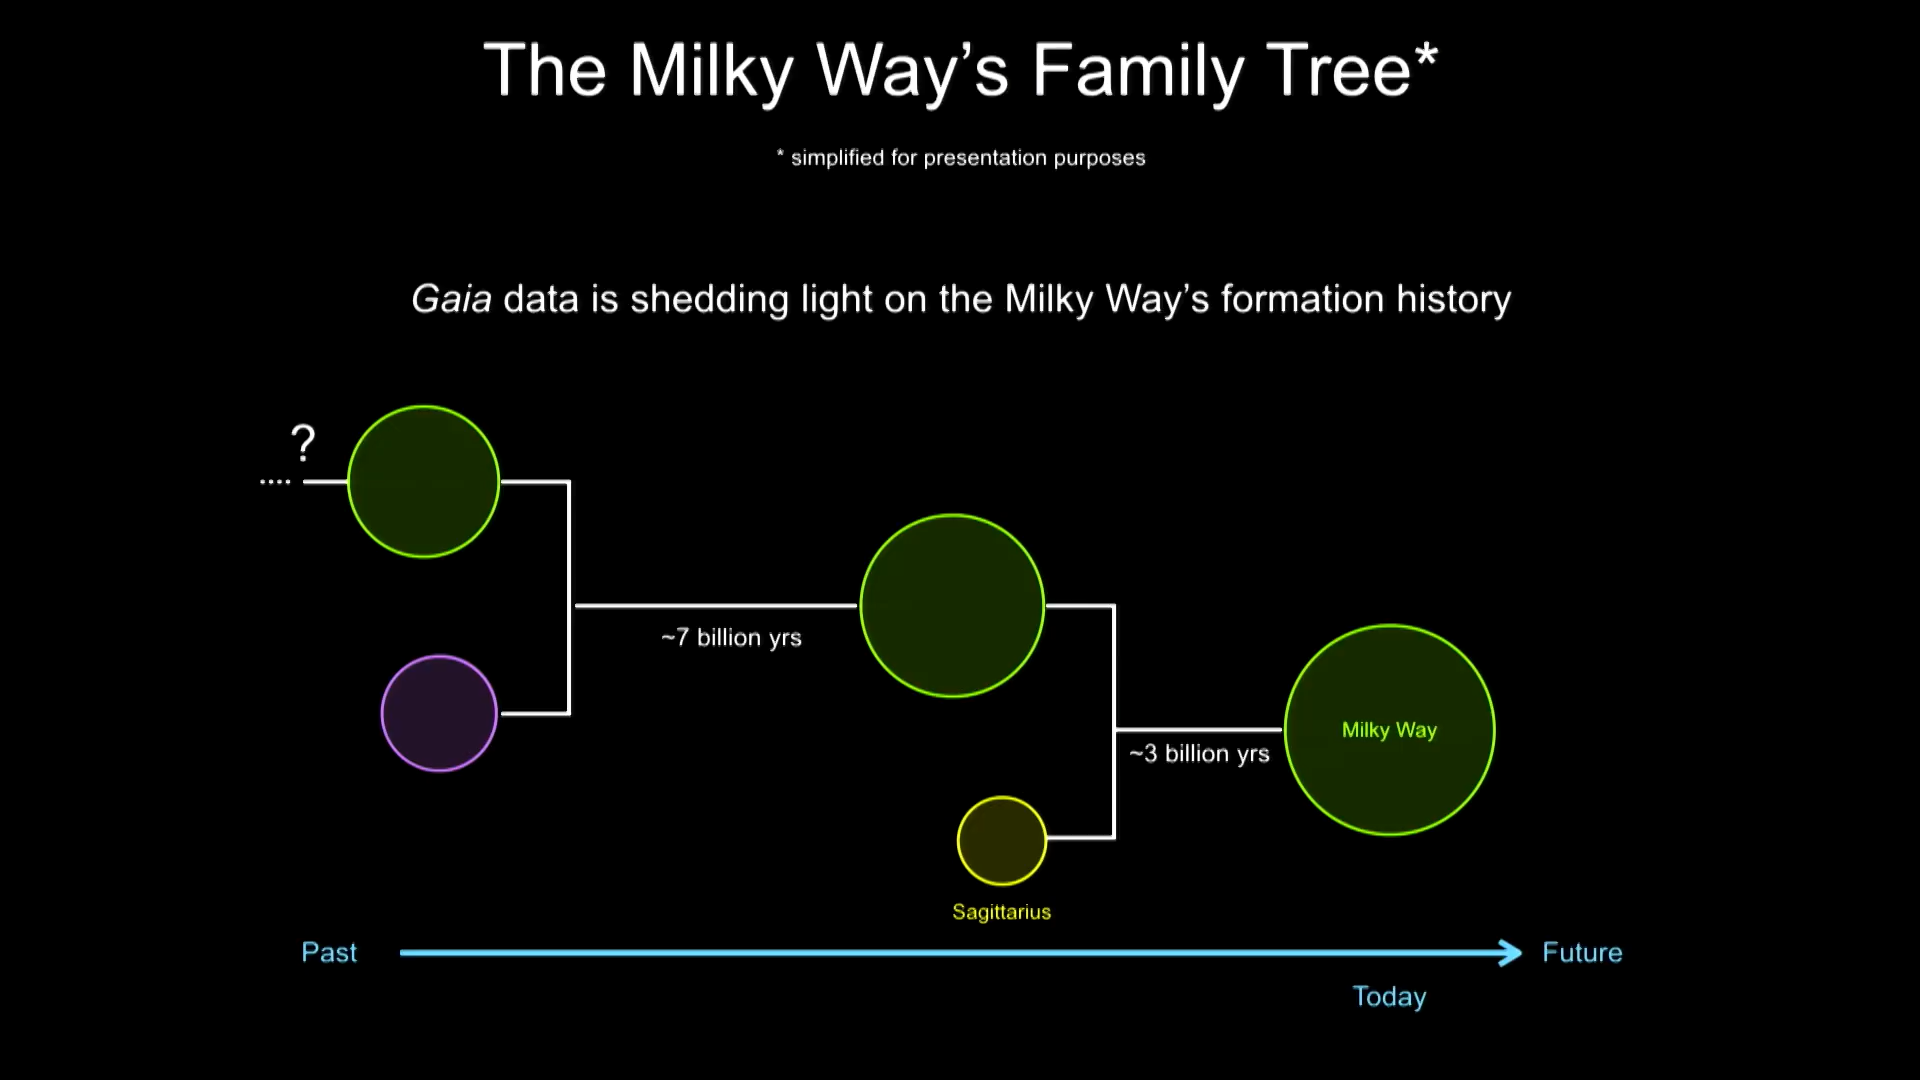 The Milky Way’s Family Tree*
* simplified for presentation purposes
Gaia data is shedding light on the Milky Way’s formation history
?
~7 billion yrs
Milky Way
~3 billion yrs
Sagittarius
Past
Future
Today